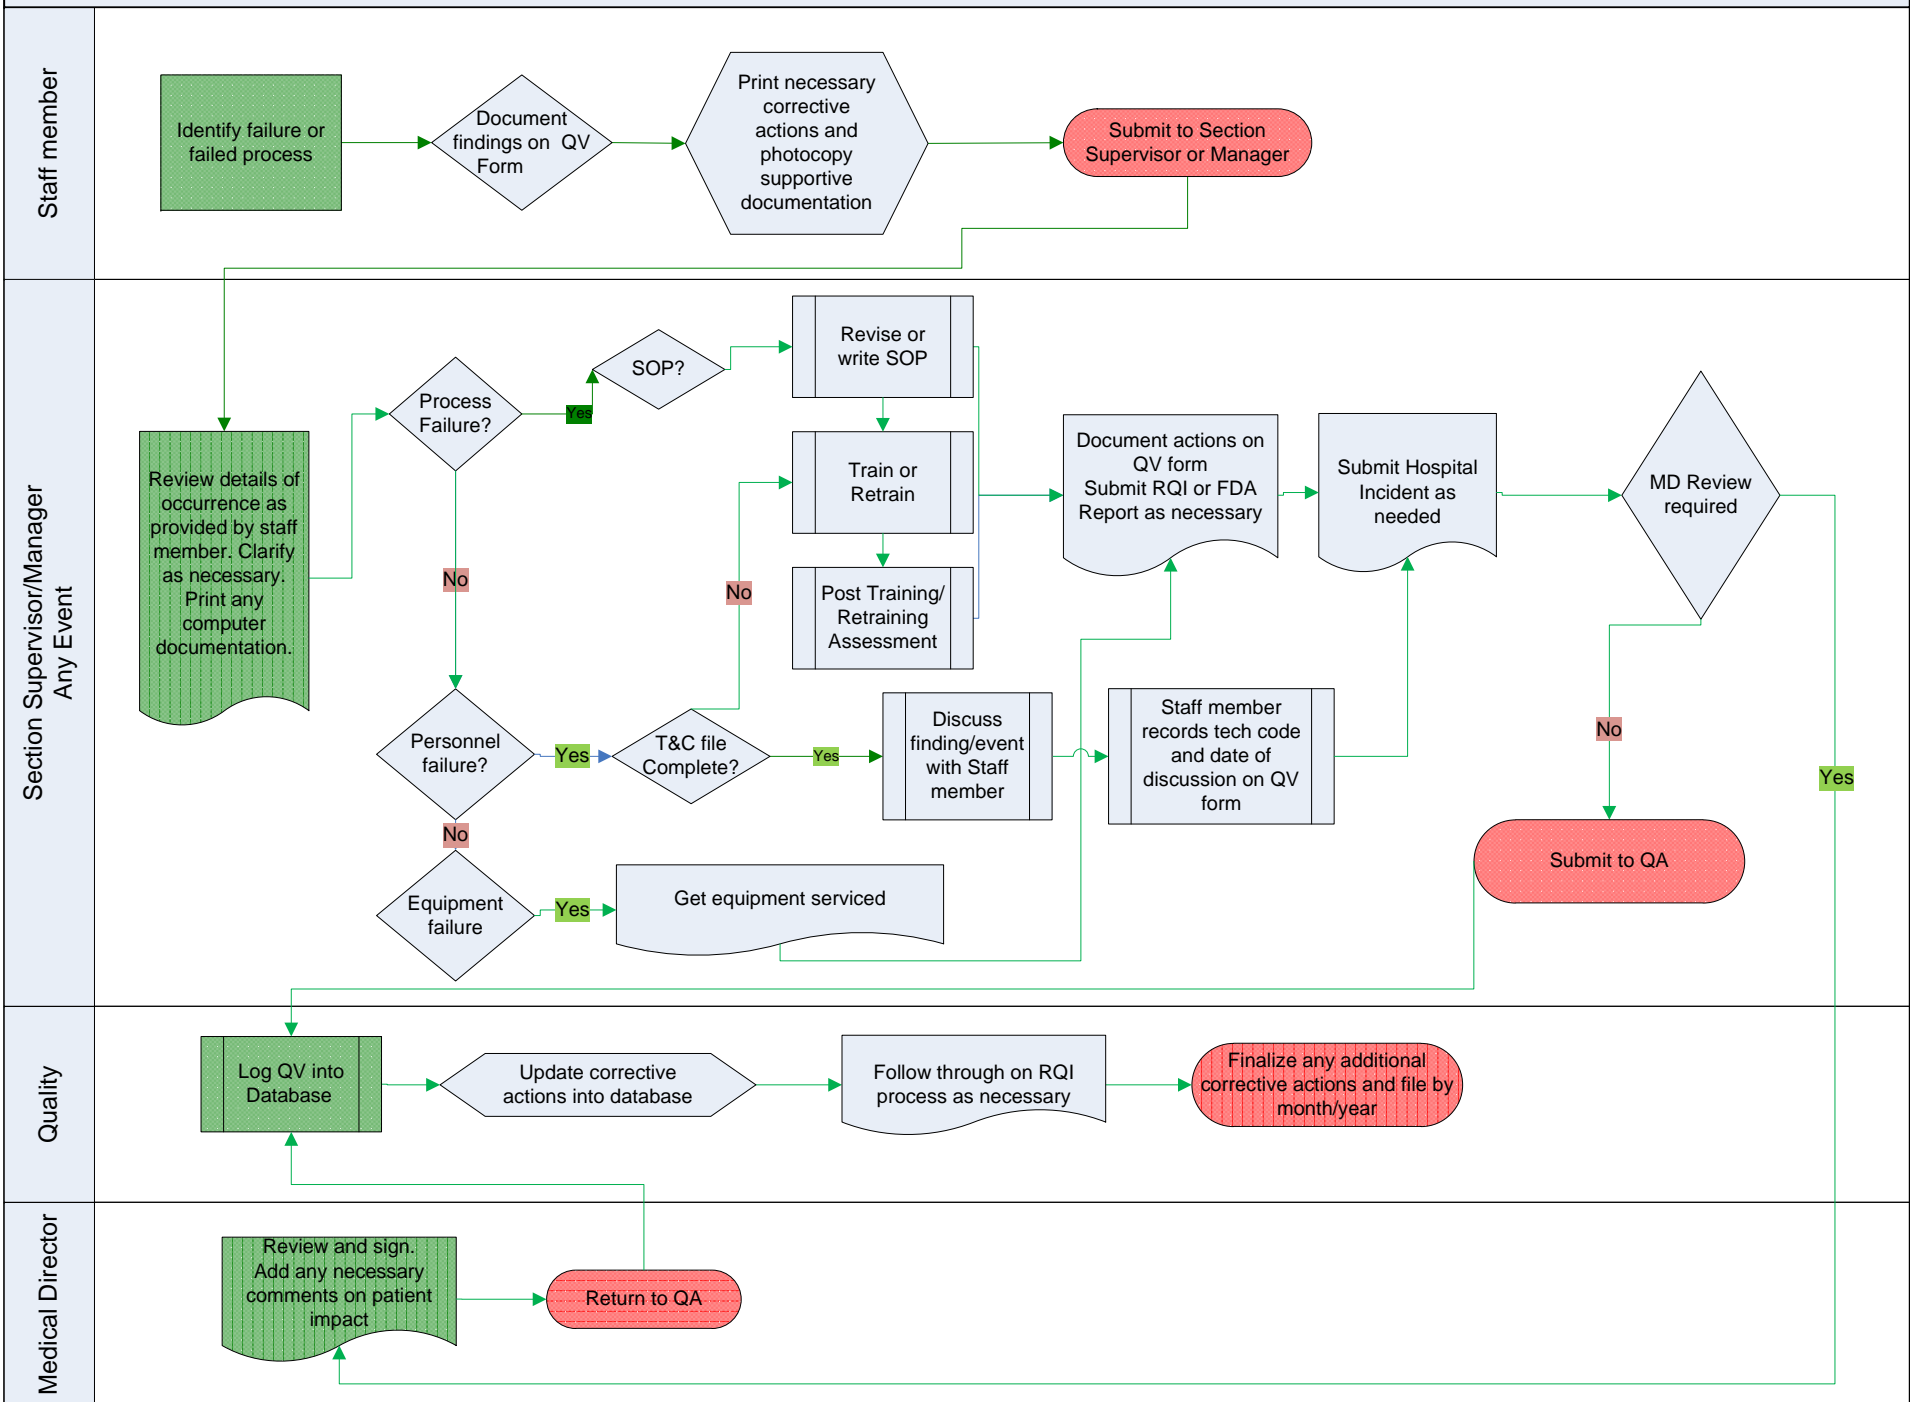 Staff member
Identify failure or
failed process
Document
findings on QV
Form
Print necessary
corrective
actions and
photocopy
supportive
documentation
Submit to Section
Supervisor or Manager
Section Supervisor/Manager
Any Event
Review details of
occurrence as
provided by staff
member. Clarify
as necessary.
Print any
computer
documentation.
Process
Failure?
Yes
SOP?
Revise or
write SOP
Train or
Retrain
Post Training/
Retraining
Assessment
No
No
Document actions on
QV form
Submit RQI or FDA
Report as necessary
Submit Hospital
Incident as
needed
MD Review
required
Personnel
failure?
Yes
T&C file
Complete?
Yes
Discuss
finding/event
with Staff
member
Staff member
records tech code
and date of
discussion on QV
form
No
Yes
No
Equipment
failure
Yes
Get equipment serviced
Submit to QA
Quality
Log QV into
Database
Update corrective
actions into database
Follow through on RQI
process as necessary
Finalize any additional
corrective actions and file by
month/year
Medical Director
Review and sign.
Add any necessary
comments on patient
impact
Return to QA